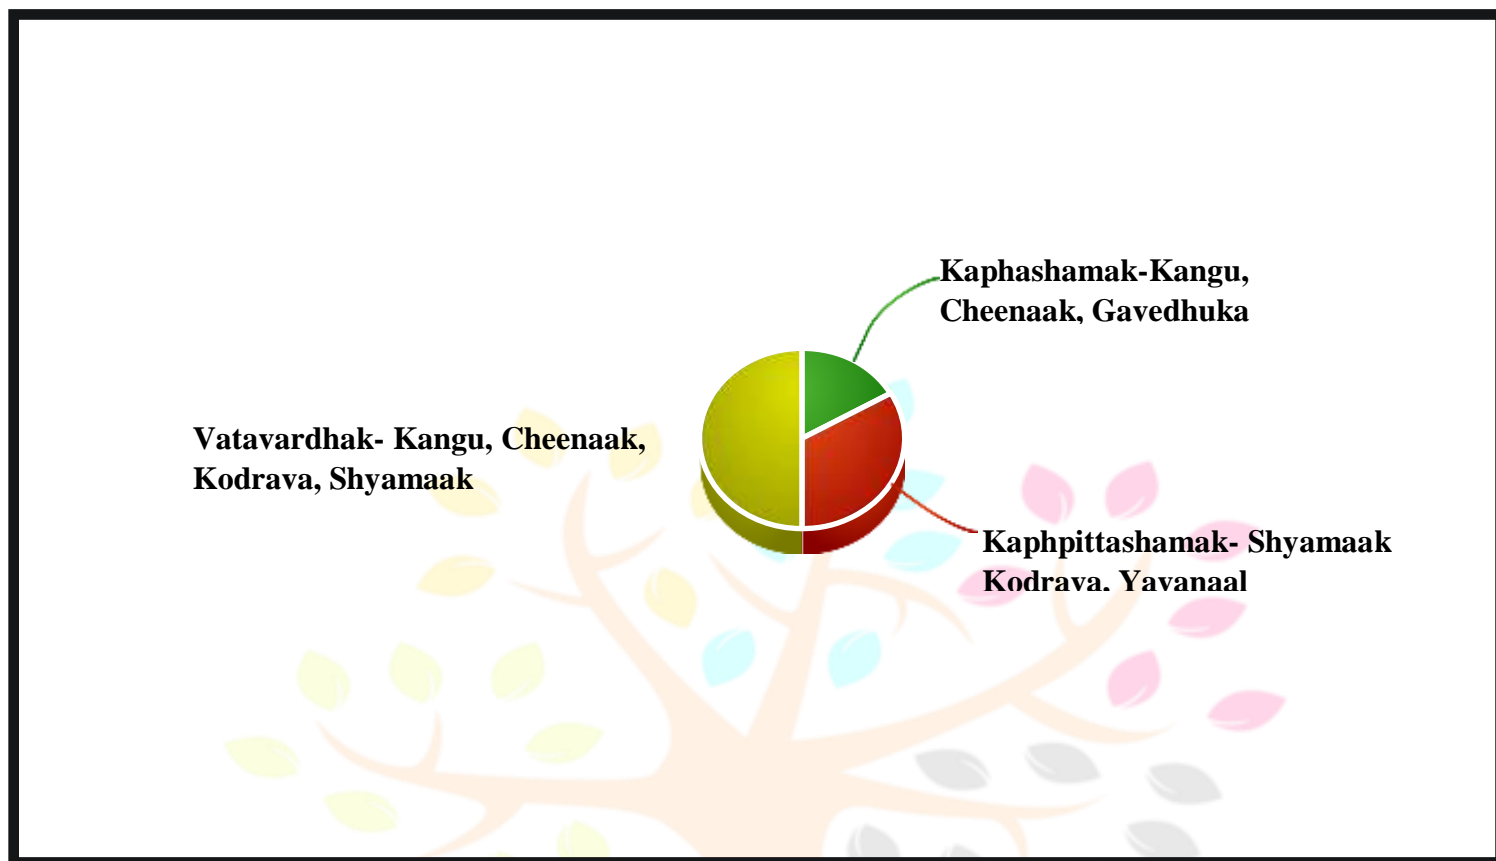 Kaphashamak-Kangu,
Cheenaak, Gavedhuka
Vatavardhak- Kangu, Cheenaak,
Kodrava, Shyamaak
Kaphpittashamak- Shyamaak
Kodrava, Yavanaal